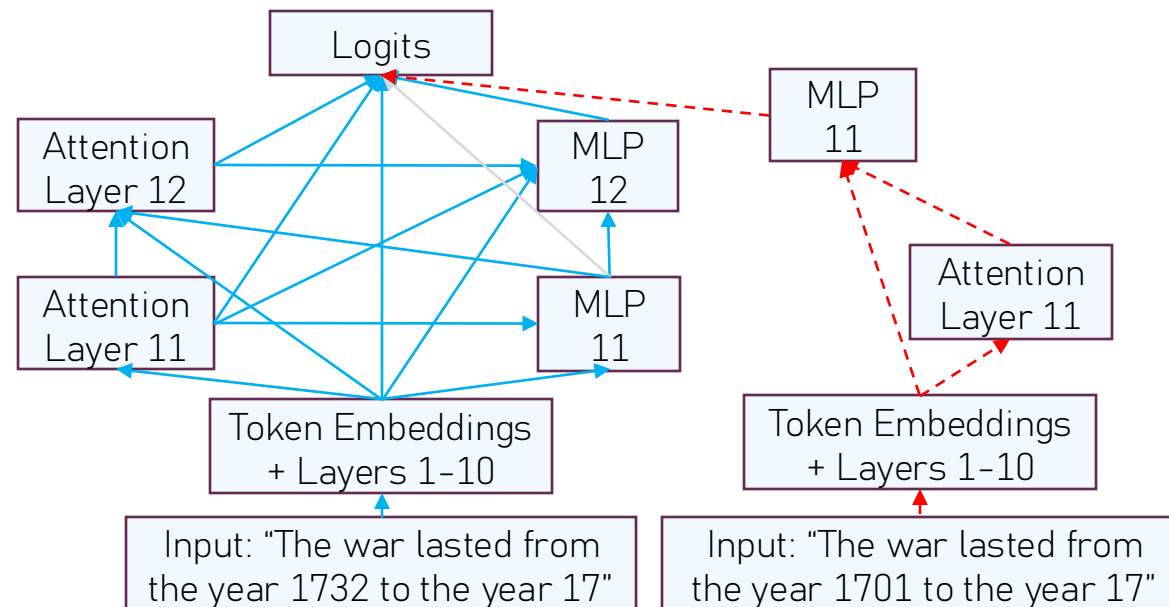 Logits
MLP
11
Attention
Layer 12
MLP
12
Attention
Layer 11
MLP
11
Attention
Layer 11
Token Embeddings
+ Layers 1-10
Token Embeddings
+ Layers 1-10
Input: “The war lasted from
the year 1732 to the year 17”
Input: “The war lasted from
the year 1701 to the year 17”